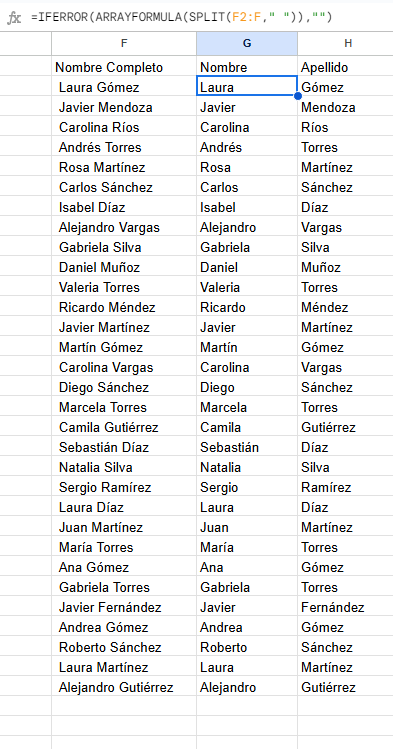 fx =IFERROR(ARRAYFORMULA(SPLIT(F2:F," ")),"")
F G H
Nombre Completo Nombre Apellido
Laura Gómez Laura Gómez
Javier Mendoza Javier Mendoza
Carolina Ríos Carolina Ríos
Andrés Torres Andrés Torres
Rosa Martínez Rosa Martínez
Carlos Sánchez Carlos Sánchez
Isabel Díaz Isabel Díaz
Alejandro Vargas Alejandro Vargas
Gabriela Silva Gabriela Silva
Daniel Muñoz Daniel Muñoz
Valeria Torres Valeria Torres
Ricardo Méndez Ricardo Méndez
Javier Martínez Javier Martínez
Martín Gómez Martín Gómez
Carolina Vargas Carolina Vargas
Diego Sánchez Diego Sánchez
Marcela Torres Marcela Torres
Camila Gutiérrez Camila Gutiérrez
Sebastián Díaz Sebastián Díaz
Natalia Silva Natalia Silva
Sergio Ramírez Sergio Ramírez
Laura Díaz Laura Díaz
Juan Martínez Juan Martínez
María Torres María Torres
Ana Gómez Ana Gómez
Gabriela Torres Gabriela Torres
Javier Fernández Javier Fernández
Andrea Gómez Andrea Gómez
Roberto Sánchez Roberto Sánchez
Laura Martínez Laura Martínez
Alejandro Gutiérrez Alejandro Gutiérrez